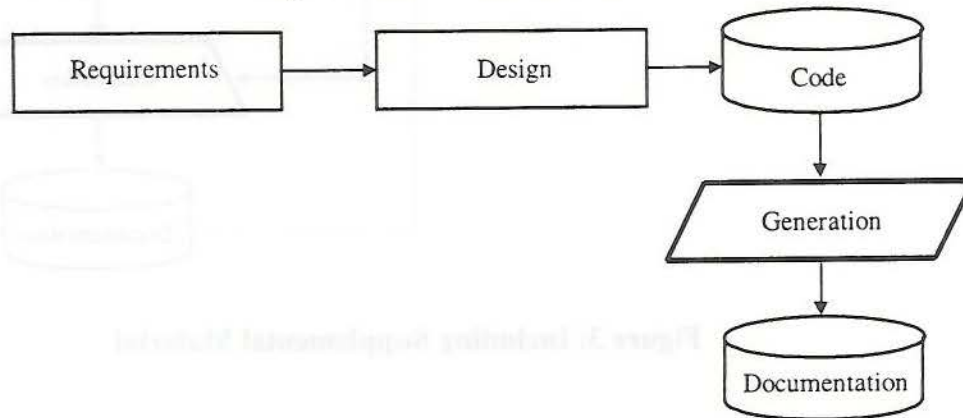 Requirements
Design
Code
Generation
Documentation